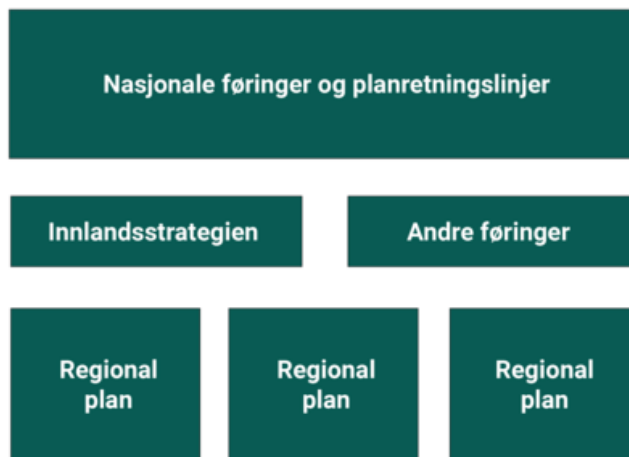 Nasjonale føringer og planretningslinjer
Innlandsstrategien
Andre føringer
Regional
plan
Regional
plan
Regional
plan